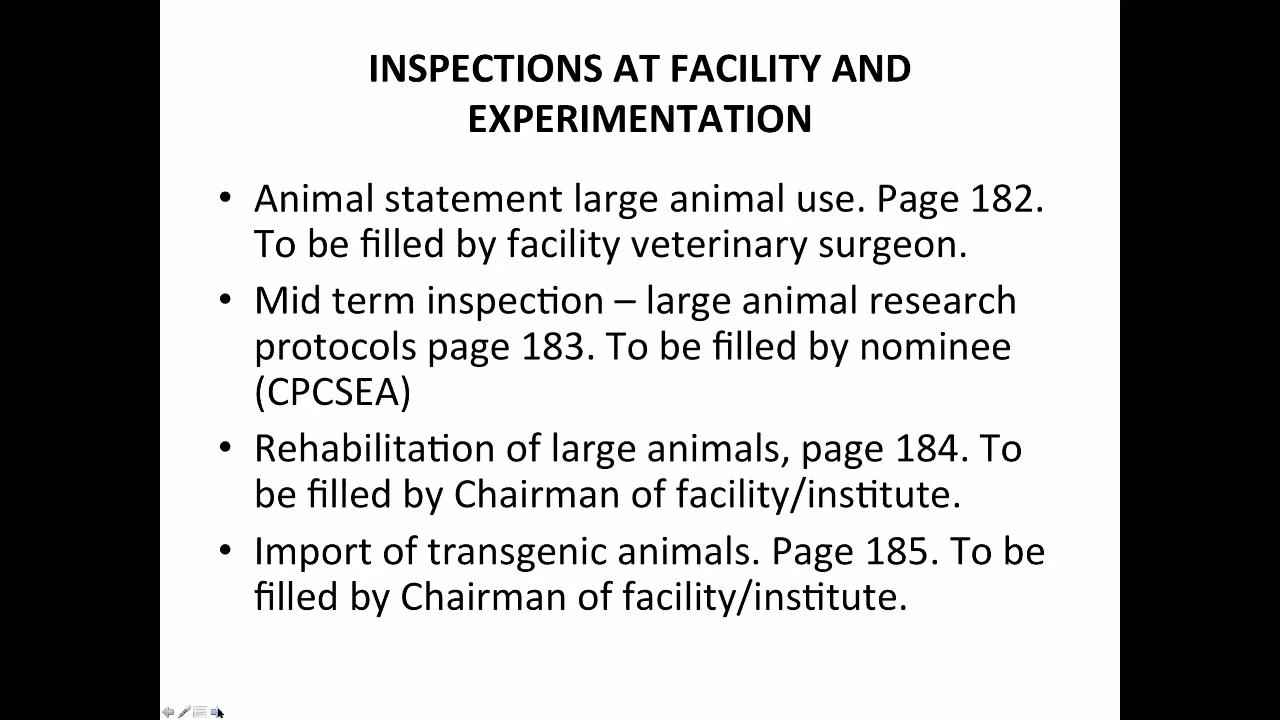 INSPECTIONS AT FACILITY AND
EXPERIMENTATION
• Animal statement large animal use. Page 182.
To be filled by facility veterinary surgeon.
• Mid term inspection – large animal research
protocols page 183. To be filled by nominee
(CPCSEA)
• Rehabilitation of large animals, page 184. To
be filled by Chairman of facility/institute.
• Import of transgenic animals. Page 185. To be
filled by Chairman of facility/institute.